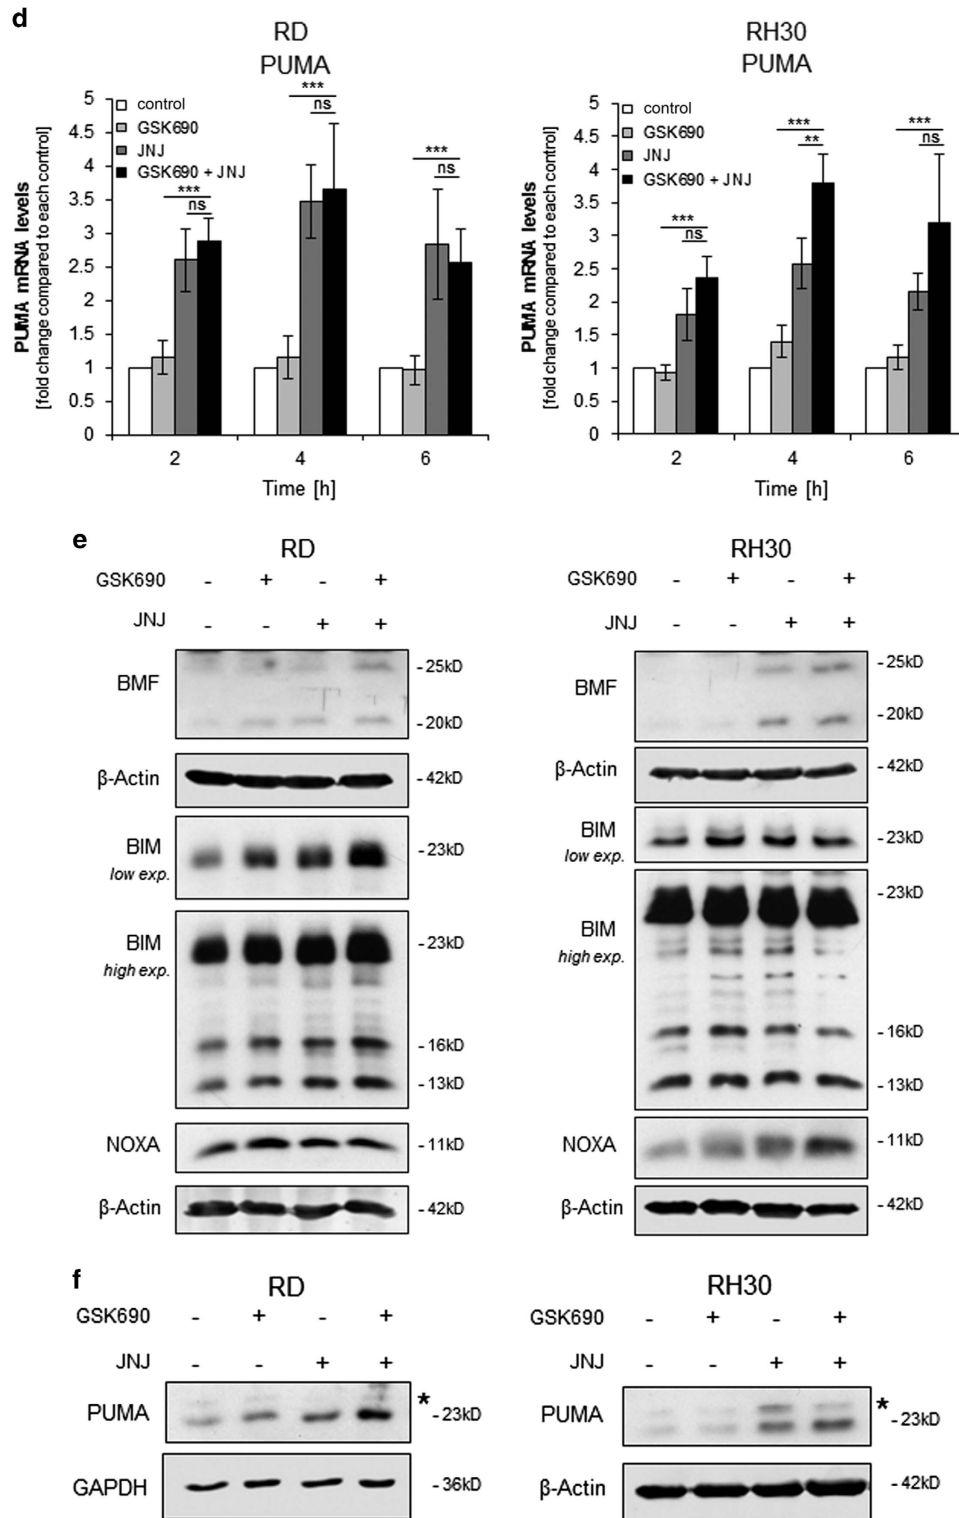 d
RD
PUMA
PUMA mRNA levels
[fold change compared to each control]
5
4.5
4
3.5
3
2.5
2
1.5
1
0.5
0
control
GSK690
JNJ
GSK690 + JNJ
***
ns
***
ns
***
ns
2 4 6
Time [h]
RH30
PUMA
PUMA mRNA levels
[fold change compared to each control]
5
4.5
4
3.5
3
2.5
2
1.5
1
0.5
0
control
GSK690
JNJ
GSK690 + JNJ
***
ns
***
**
***
ns
2 4 6
Time [h]
e
RD
GSK690 - + - +
JNJ - - + +
BMF
-25kD
-20kD
β-Actin -42kD
BIM -23kD
low exp.
BIM -23kD
high exp.
-16kD
-13kD
NOXA -11kD
β-Actin -42kD
RH30
GSK690 - + - +
JNJ - - + +
BMF
-25kD
-20kD
β-Actin -42kD
BIM -23kD
low exp.
-23kD
BIM
high exp.
-16kD
-13kD
NOXA -11kD
β-Actin -42kD
f
RD
GSK690 - + - +
JNJ - - + +
*
PUMA -23kD
GAPDH -36kD
RH30
GSK690 - + - +
JNJ - - + +
*
PUMA -23kD
β-Actin -42kD